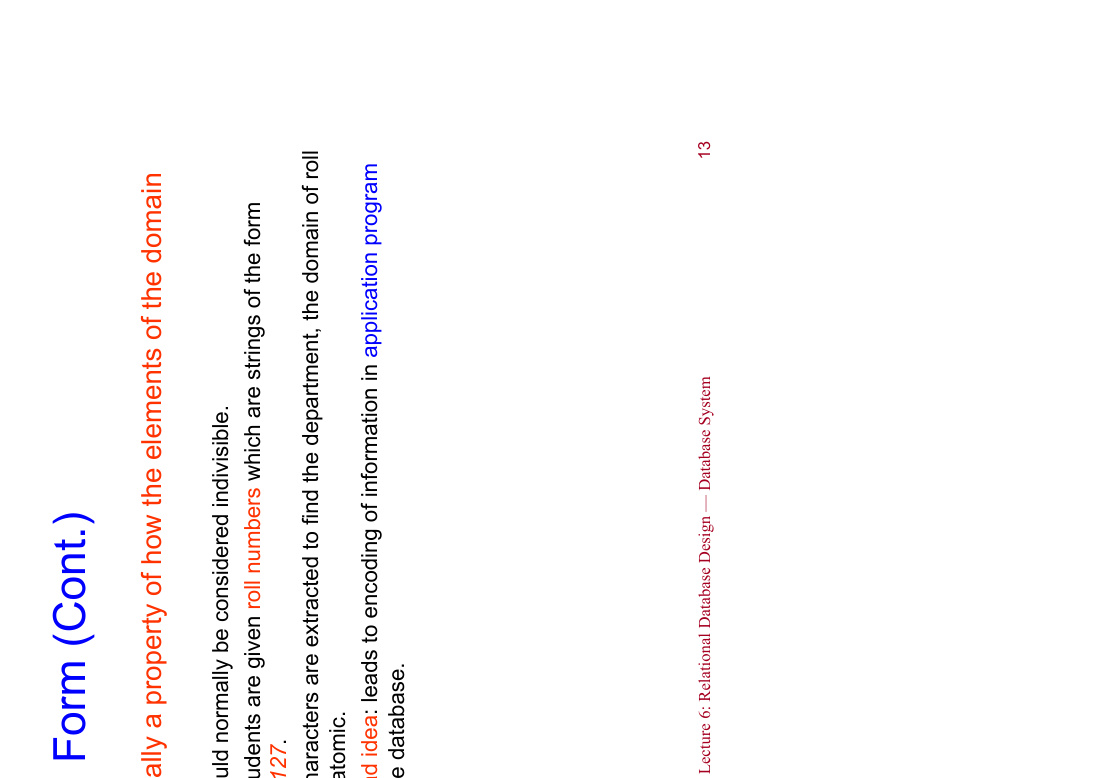 Form (Cont.)
ally a property of how the elements of the domain
uld normally be considered indivisible.
udents are given roll numbers which are strings of the form
127.
haracters are extracted to find the department, the domain of roll
atomic.
ad idea: leads to encoding of information in application program
e database.
Lecture 6: Relational Database Design — Database System
13